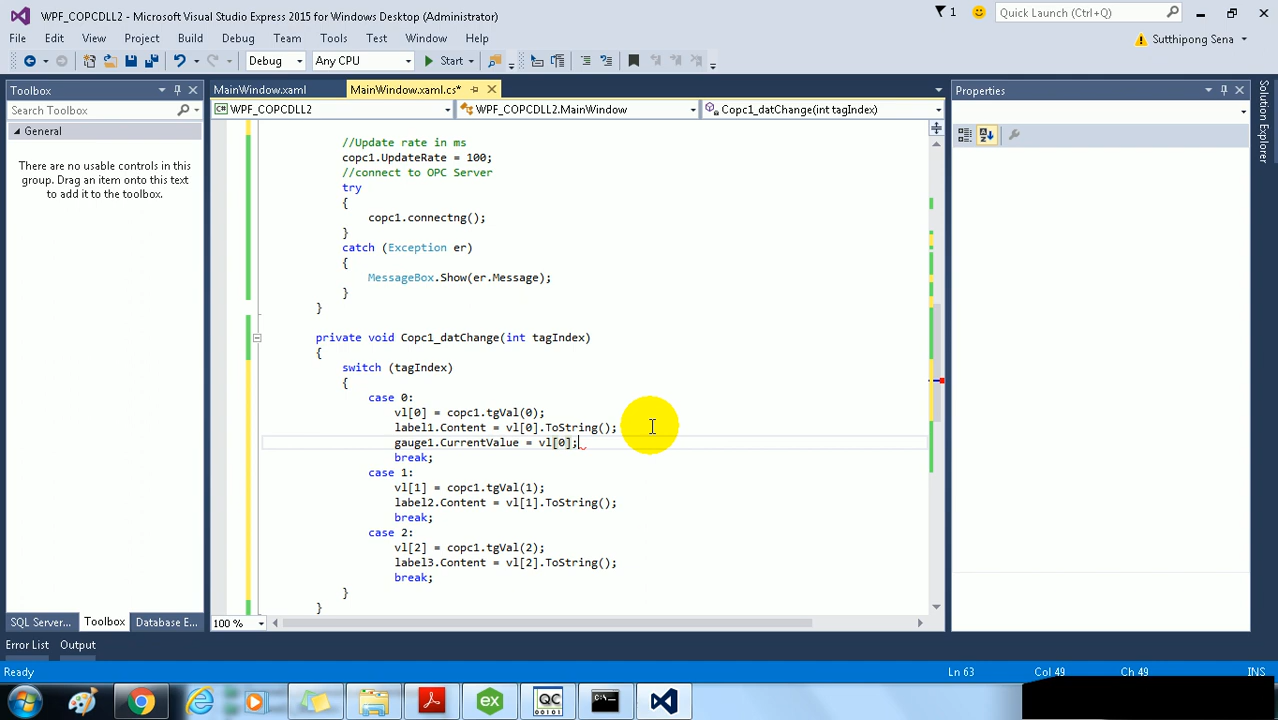 WPF_COPCDLL2 - Microsoft Visual Studio Express 2015 for Windows Desktop (Administrator)
1
Quick Launch (Ctrl+Q)
File Edit View Project Build Debug Team Tools Test Window Help
Sutthipong Sena
Debug Any CPU Start
Toolbox
MainWindow.xaml MainWindow.xaml.cs*
Properties
Search Toolbox
WPF_COPCDLL2 WPF_COPCDLL2.MainWindow Copc1_datChange(int tagIndex)
General
There are no usable controls in this
group. Drag an item onto this text
to add it to the toolbox.
Solution Explorer
//Update rate in ms
copc1.UpdateRate = 100;
//connect to OPC Server
try
{
copc1.connectng();
}
catch (Exception er)
{
MessageBox.Show(er.Message);
}
}
private void Copc1_datChange(int tagIndex)
{
switch (tagIndex)
{
case 0:
vl[0] = copc1.tgVal(0);
label1.Content = vl[0].ToString();
gauge1.CurrentValue = vl[0];
break;
case 1:
vl[1] = copc1.tgVal(1);
label2.Content = vl[1].ToString();
break;
case 2:
vl[2] = copc1.tgVal(2);
label3.Content = vl[2].ToString();
break;
}
}
SQL Server... Toolbox Database E...
100 %
Error List Output
Ready Ln 63 Col 49 Ch 49 INS
ex
QC
00101
C:\-